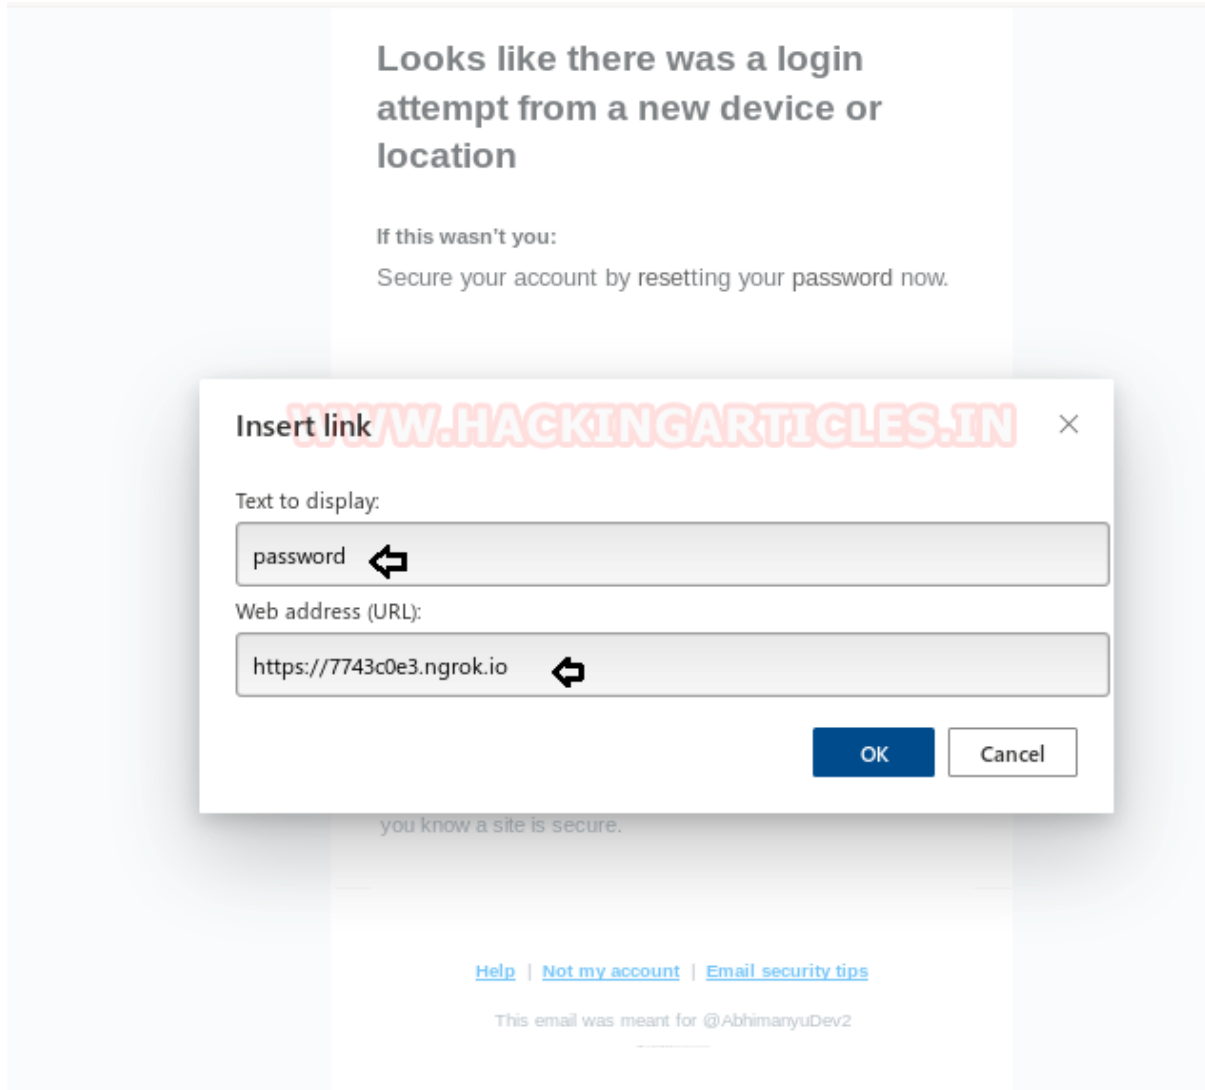 Looks like there was a login
attempt from a new device or
location
If this wasn't you:
Secure your account by resetting your password now.
WWW.HACKINGARTICLES.IN
Insert link
Text to display:
password
Web address (URL):
https://7743c0e3.ngrok.io
OK Cancel
you know a site is secure.
Help | Not my account | Email security tips
This email was meant for @AbhimanyuDev2